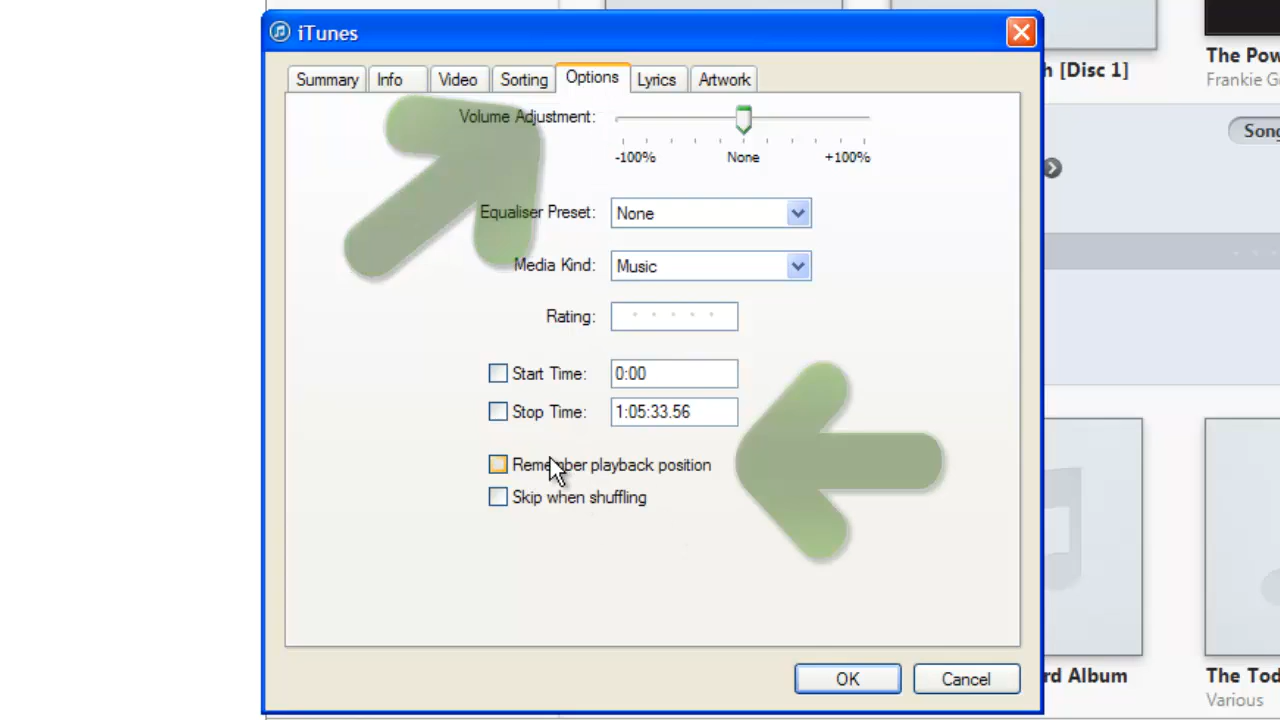 iTunes
Summary Info Video Sorting Options Lyrics Artwork
Volume Adjustment:
-100% None +100%
Equaliser Preset: None
Media Kind: Music
Rating:
Start Time: 0:00
Stop Time: 1:05:33.56
Remember playback position
Skip when shuffling
OK Cancel
h [Disc 1]
The Pow
Frankie G
Song
rd Album
The Tod
Various